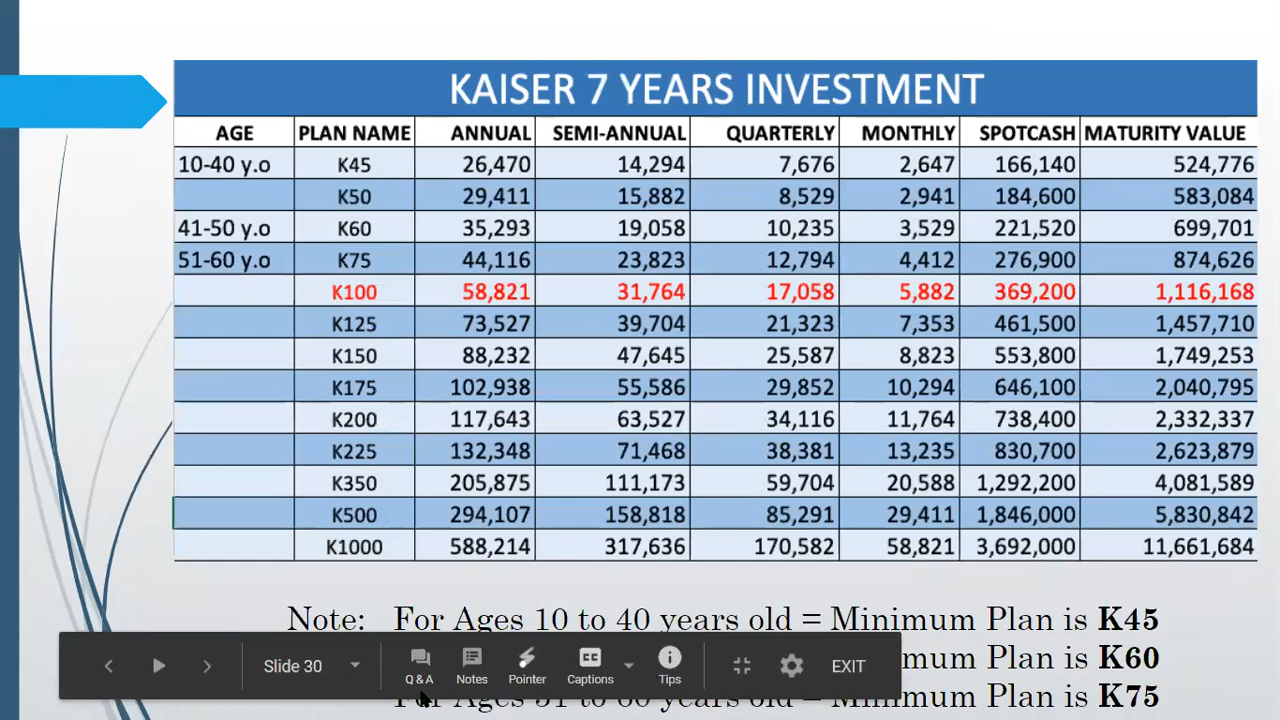 KAISER 7 YEARS INVESTMENT
AGE PLAN NAME ANNUAL SEMI-ANNUAL QUARTERLY MONTHLY SPOTCASH MATURITY VALUE
10-40 y.o K45 26,470 14,294 7,676 2,647 166,140 524,776
K50 29,411 15,882 8,529 2,941 184,600 583,084
41-50 y.o K60 35,293 19,058 10,235 3,529 221,520 699,701
51-60 y.o K75 44,116 23,823 12,794 4,412 276,900 874,626
K100 58,821 31,764 17,058 5,882 369,200 1,116,168
K125 73,527 39,704 21,323 7,353 461,500 1,457,710
K150 88,232 47,645 25,587 8,823 553,800 1,749,253
K175 102,938 55,586 29,852 10,294 646,100 2,040,795
K200 117,643 63,527 34,116 11,764 738,400 2,332,337
K225 132,348 71,468 38,381 13,235 830,700 2,623,879
K350 205,875 111,173 59,704 20,588 1,292,200 4,081,589
K500 294,107 158,818 85,291 29,411 1,846,000 5,830,842
K1000 588,214 317,636 170,582 58,821 3,692,000 11,661,684
Note: For Ages 10 to 40 years old = Minimum Plan is K45
mum Plan is K60
For Ages 51 to 60 years old = Minimum Plan is K75
Slide 30 Q & A Notes Pointer CC Captions Tips EXIT